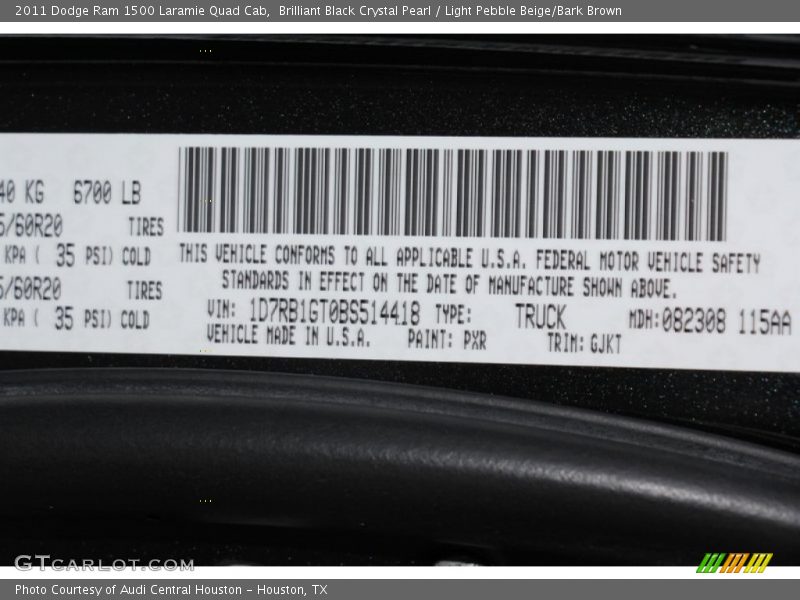 2011 Dodge Ram 1500 Laramie Quad Cab,  Brilliant Black Crystal Pearl / Light Pebble Beige/Bark Brown
40 KG 6700 LB
5/60R20 TIRES
KPA ( 35 PSI) COLD
5/60R20 TIRES
KPA ( 35 PSI) COLD
THIS VEHICLE CONFORMS TO ALL APPLICABLE U.S.A. FEDERAL MOTOR VEHICLE SAFETY
STANDARDS IN EFFECT ON THE DATE OF MANUFACTURE SHOWN ABOVE.
VIN: 1D7RB1GT0BS514418 TYPE: TRUCK MDH:082308 115AA
VEHICLE MADE IN U.S.A. PAINT: PXR TRIM: GJKT
GTCARLOT.COM
Photo Courtesy of Audi Central Houston - Houston, TX